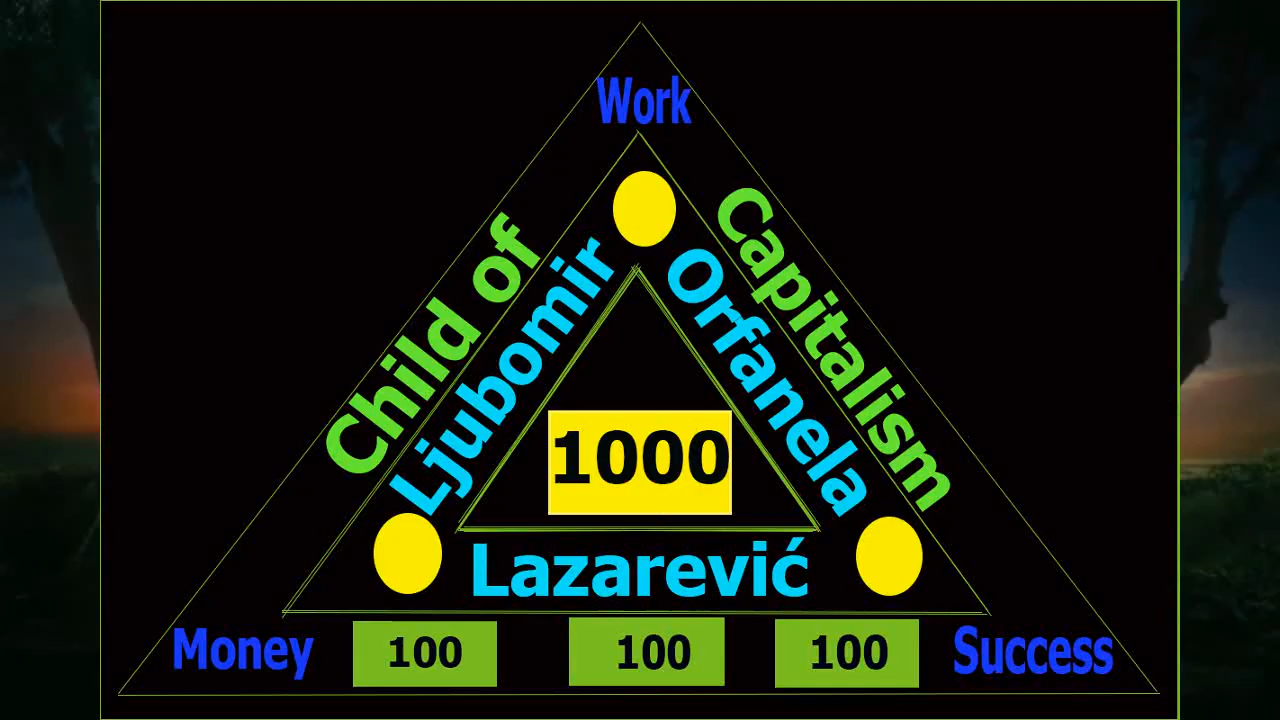 Work
Child of
Capitalism
Ljubomir
Orfanela
1000
Lazarević
Money
100
100
100
Success